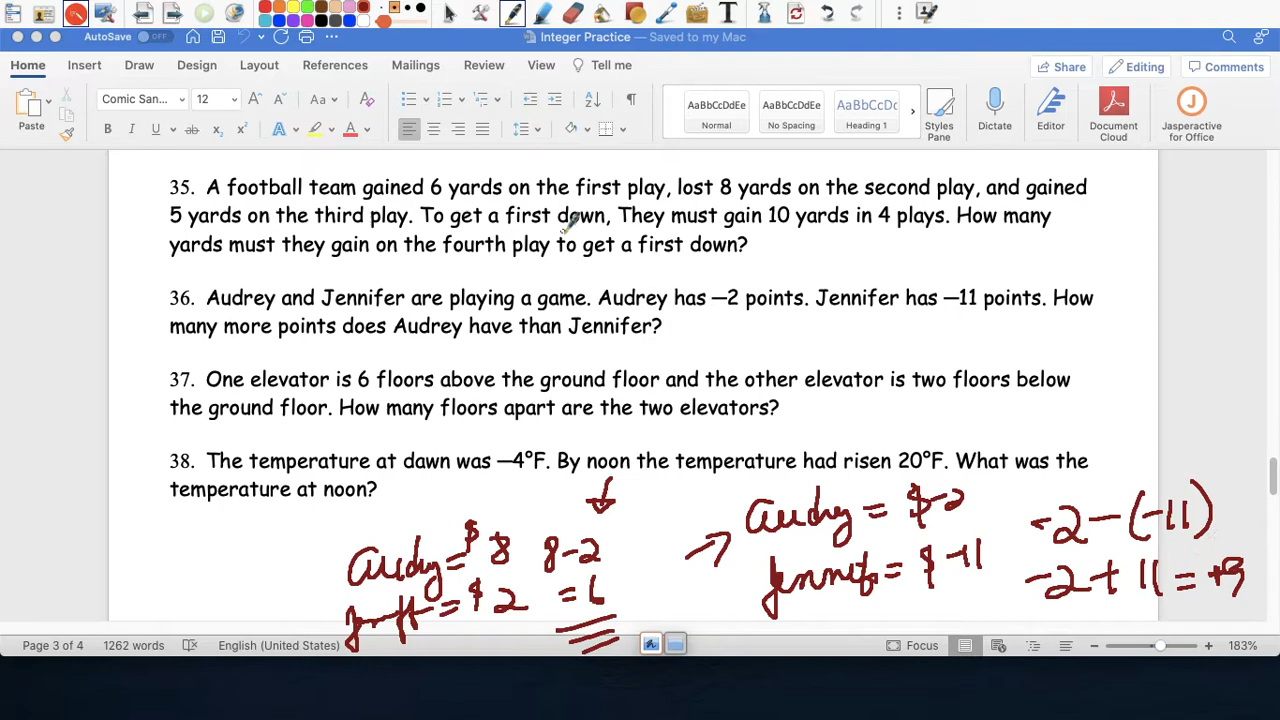 AutoSave OFF
Integer Practice — Saved to my Mac
Home Insert Draw Design Layout References Mailings Review View Tell me
Share Editing Comments
Paste
Comic San... 12
Aa
B I U ab x₂ x²
AaBbCcDdEe AaBbCcDdEe AaBbCcDc
Normal No Spacing Heading 1
Styles Pane
Dictate
Editor
Document Cloud
Jasperactive for Office
35. A football team gained 6 yards on the first play, lost 8 yards on the second play, and gained
5 yards on the third play. To get a first down, They must gain 10 yards in 4 plays. How many
yards must they gain on the fourth play to get a first down?
36. Audrey and Jennifer are playing a game. Audrey has —2 points. Jennifer has —11 points. How
many more points does Audrey have than Jennifer?
37. One elevator is 6 floors above the ground floor and the other elevator is two floors below
the ground floor. How many floors apart are the two elevators?
38. The temperature at dawn was —4°F. By noon the temperature had risen 20°F. What was the
temperature at noon?
Audy = $8 8-2
= $2 = 6
Audry = $-2
Jennif = $-11
-2-(-11)
-2+11=+9
Page 3 of 4 1262 words English (United States) Focus 183%